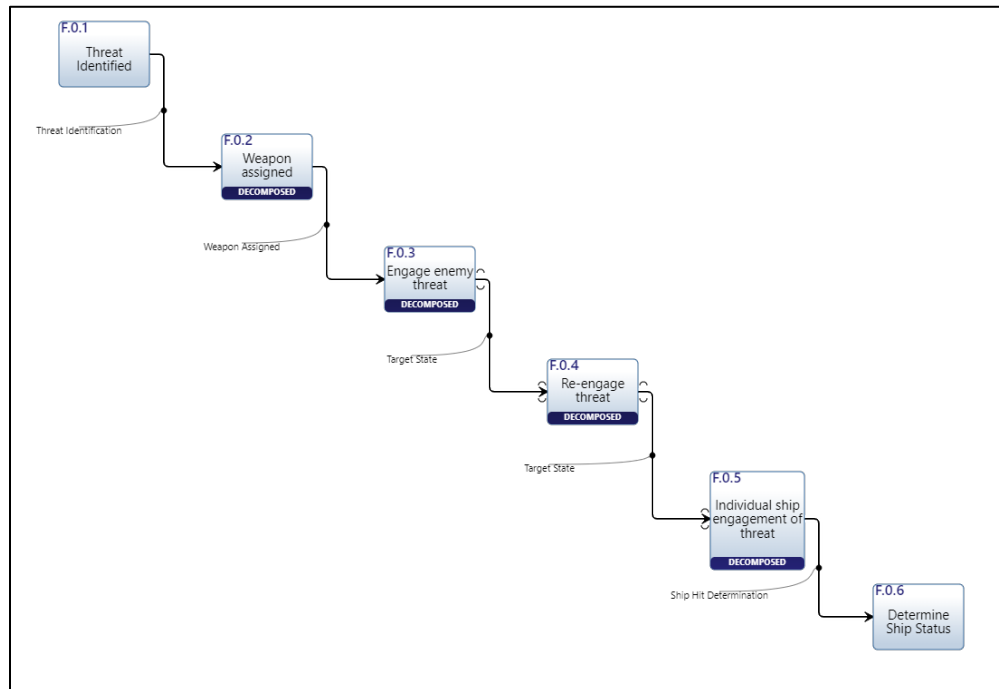 F.0.1
Threat
Identified
Threat Identification
F.0.2
Weapon
assigned
DECOMPOSED
Weapon Assigned
F.0.3
Engage enemy
threat
DECOMPOSED
Target State
F.0.4
Re-engage
threat
DECOMPOSED
Target State
F.0.5
Individual ship
engagement of
threat
DECOMPOSED
Ship Hit Determination
F.0.6
Determine
Ship Status